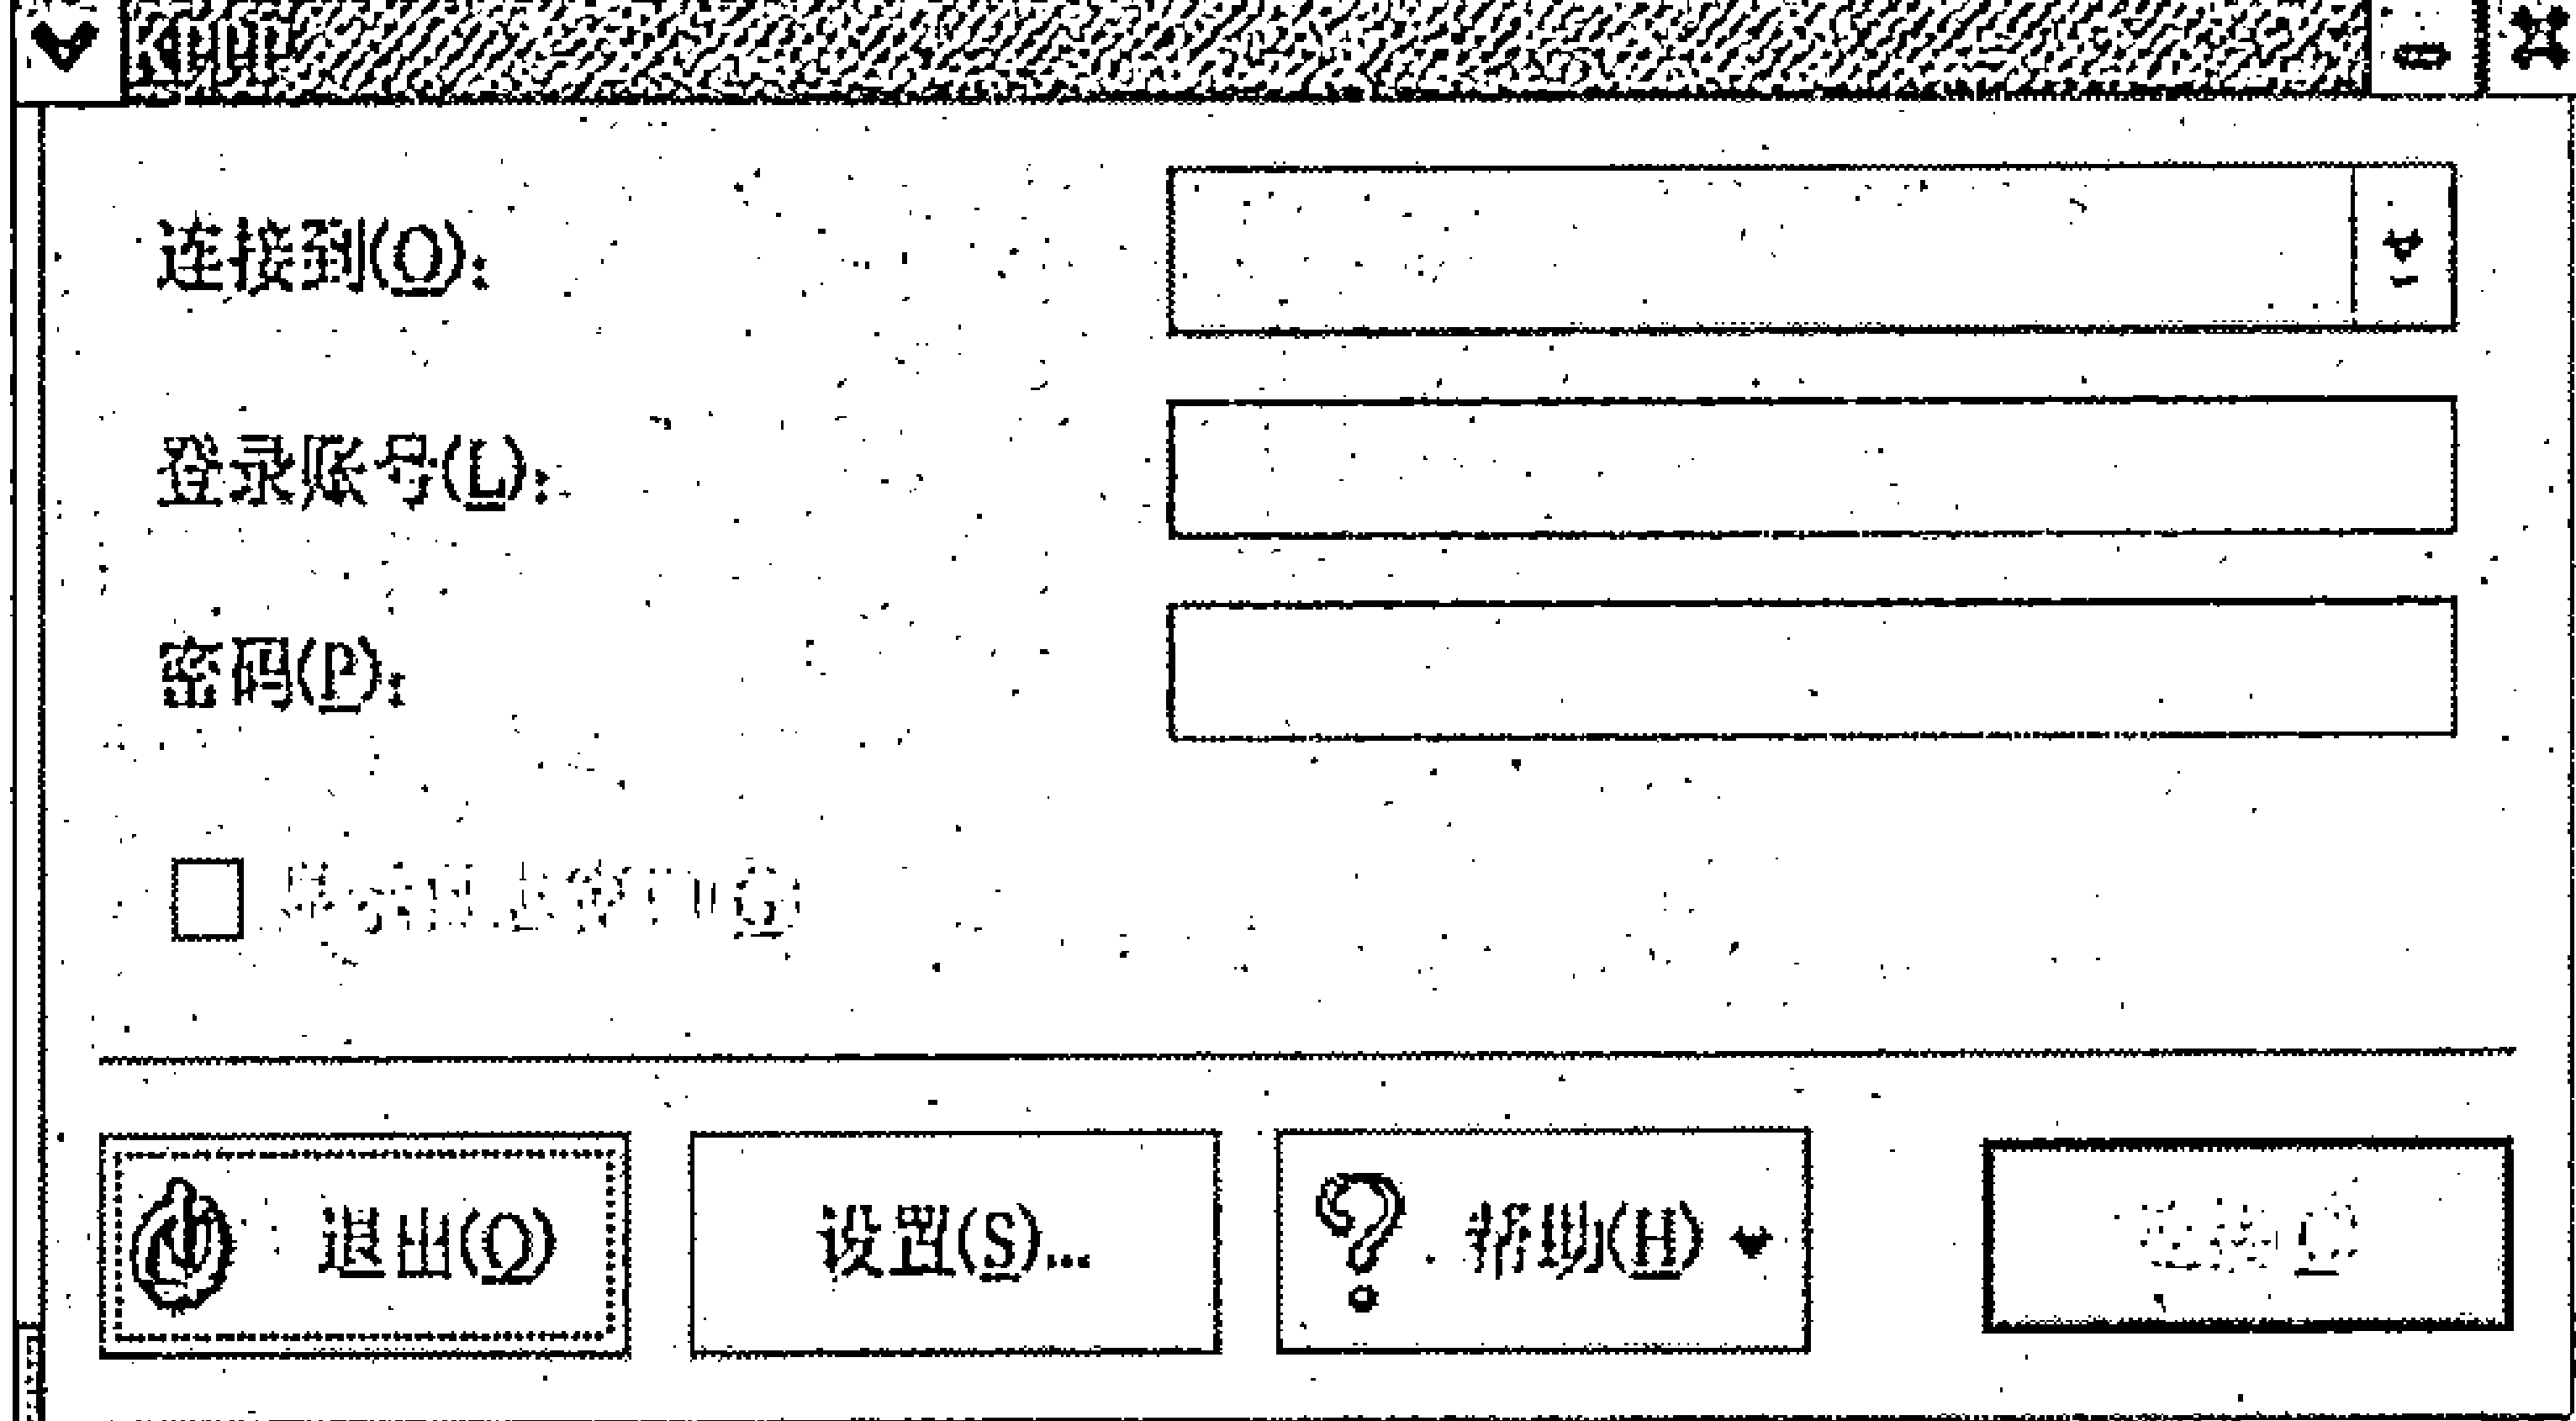 KPPP
连接到(O):
登录账号(L):
密码(P):
退出(Q)
设置(S)...
帮助(H)